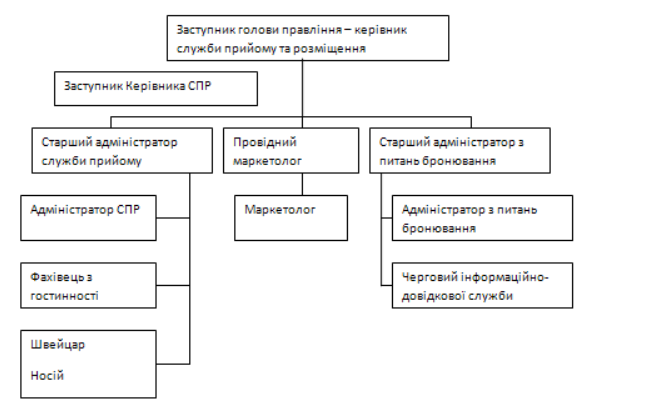 Заступник голови правління – керівник
служби прийому та розміщення
Заступник Керівника СПР
Старший адміністратор
служби прийому
Провідний
маркетолог
Старший адміністратор з
питань бронювання
Адміністратор СПР
Маркетолог
Адміністратор з питань
бронювання
Фахівець з
гостинності
Черговий інформаційно-
довідкової служби
Швейцар
Носій